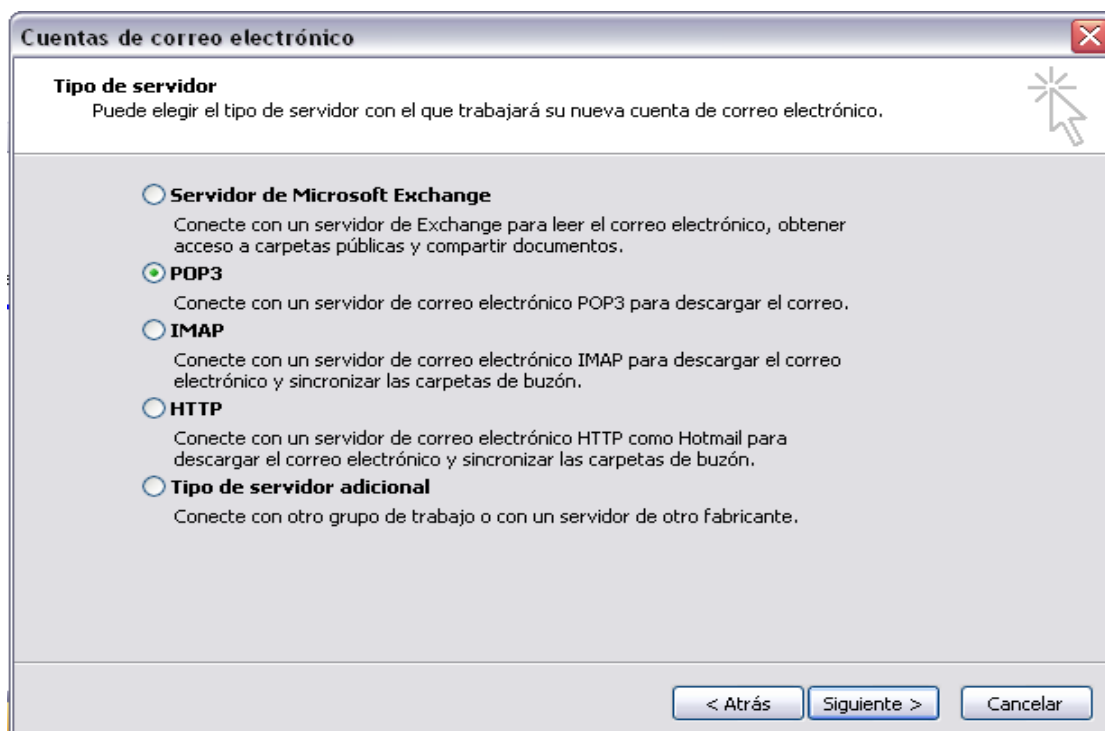 Cuentas de correo electrónico
Tipo de servidor
Puede elegir el tipo de servidor con el que trabajará su nueva cuenta de correo electrónico.
Servidor de Microsoft Exchange
Conecte con un servidor de Exchange para leer el correo electrónico, obtener
acceso a carpetas públicas y compartir documentos.
POP3
Conecte con un servidor de correo electrónico POP3 para descargar el correo.
IMAP
Conecte con un servidor de correo electrónico IMAP para descargar el correo
electrónico y sincronizar las carpetas de buzón.
HTTP
Conecte con un servidor de correo electrónico HTTP como Hotmail para
descargar el correo electrónico y sincronizar las carpetas de buzón.
Tipo de servidor adicional
Conecte con otro grupo de trabajo o con un servidor de otro fabricante.
< Atrás Siguiente > Cancelar